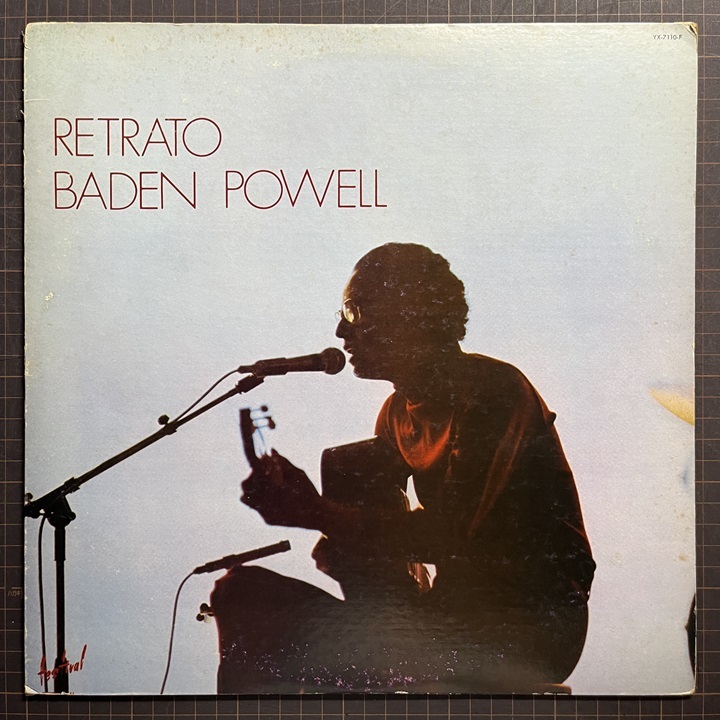 YX-7110-F
RETRATO
BADEN POWELL
festival